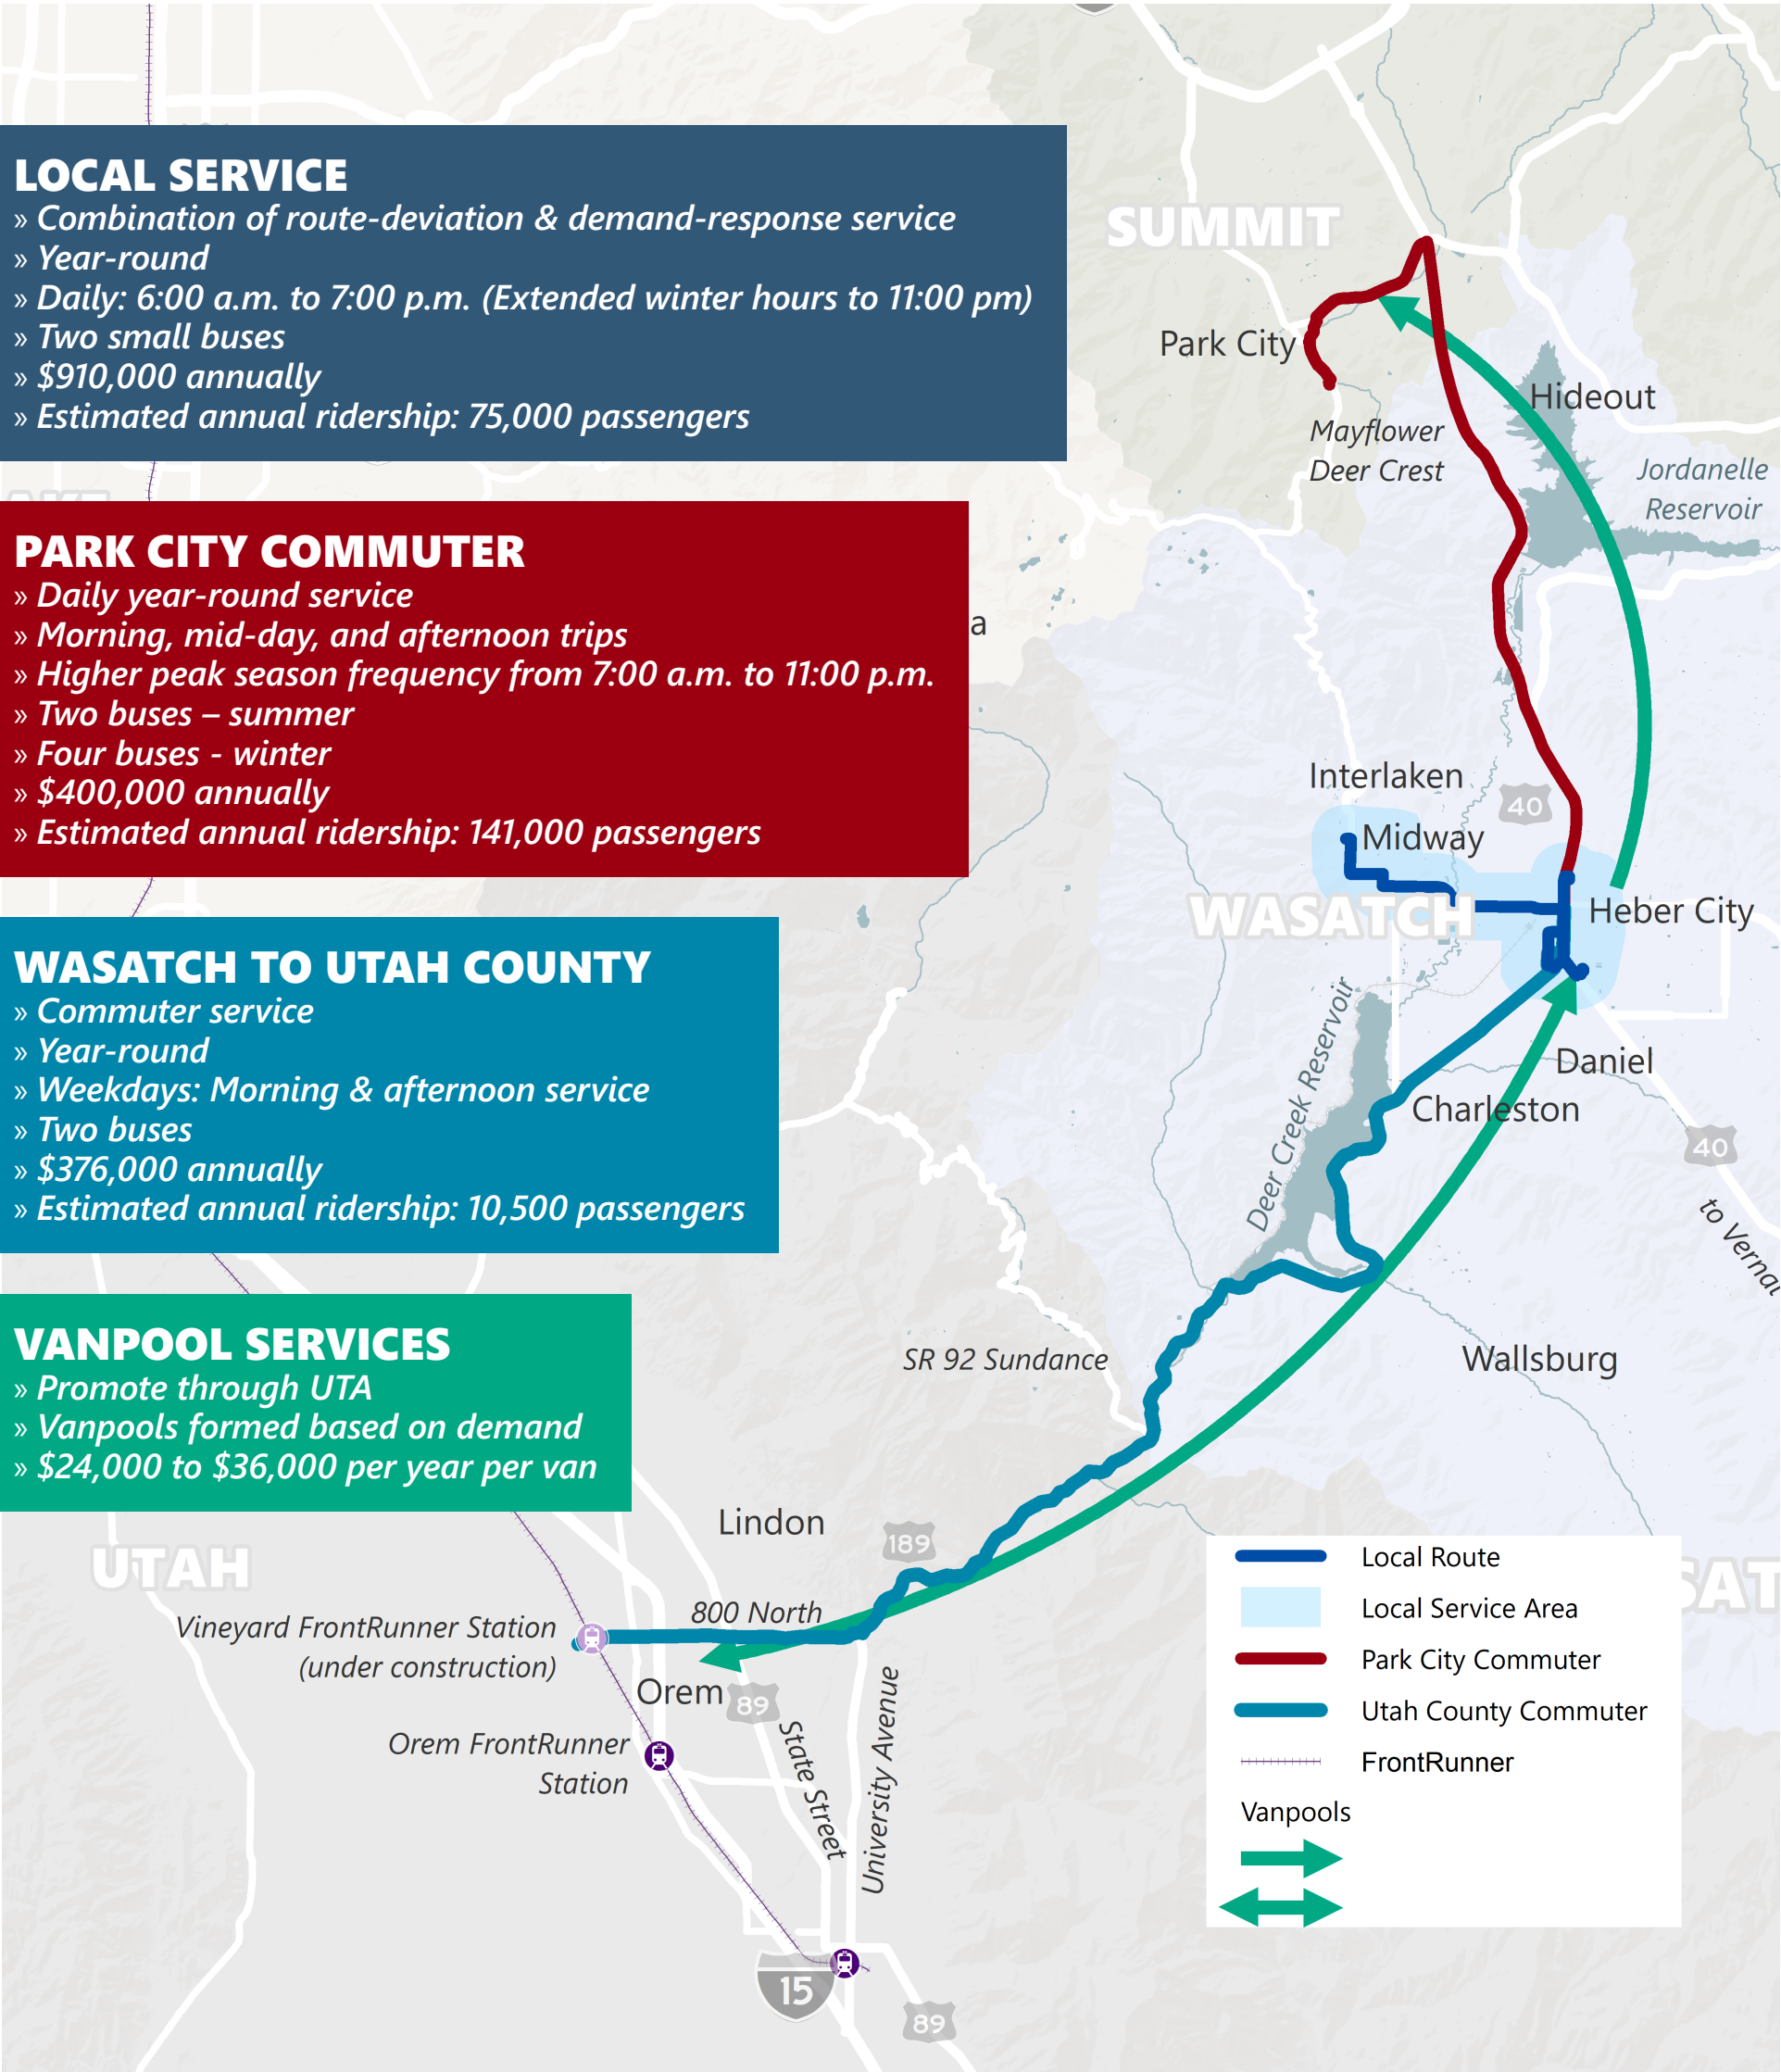 LOCAL SERVICE
» Combination of route-deviation & demand-response service
» Year-round
» Daily: 6:00 a.m. to 7:00 p.m. (Extended winter hours to 11:00 pm)
» Two small buses
» $910,000 annually
» Estimated annual ridership: 75,000 passengers
PARK CITY COMMUTER
» Daily year-round service
» Morning, mid-day, and afternoon trips
» Higher peak season frequency from 7:00 a.m. to 11:00 p.m.
» Two buses – summer
» Four buses - winter
» $400,000 annually
» Estimated annual ridership: 141,000 passengers
WASATCH TO UTAH COUNTY
» Commuter service
» Year-round
» Weekdays: Morning & afternoon service
» Two buses
» $376,000 annually
» Estimated annual ridership: 10,500 passengers
VANPOOL SERVICES
» Promote through UTA
» Vanpools formed based on demand
» $24,000 to $36,000 per year per van
SUMMIT
Park City
Hideout
Mayflower
Deer Crest
Jordanelle
Reservoir
a
Interlaken
40
Midway
WASATCH
Heber City
Deer Creek Reservoir
Daniel
Charleston
40
to Vernal
SR 92 Sundance
Wallsburg
Lindon
189
UTAH
800 North
Vineyard FrontRunner Station
(under construction)
Orem
89
Orem FrontRunner
Station
State Street
University Avenue
15
89
SAT
Local Route
Local Service Area
Park City Commuter
Utah County Commuter
FrontRunner
Vanpools